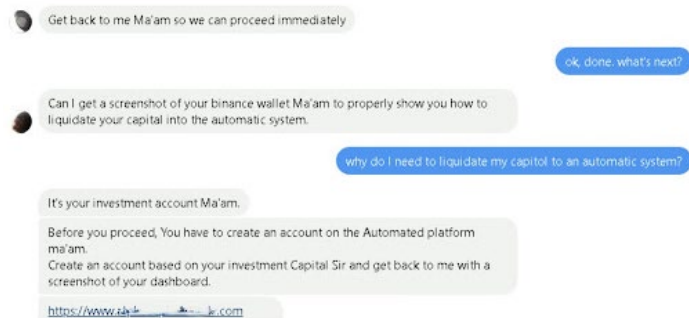 Get back to me Ma'am so we can proceed immediately
ok, done. what's next?
Can I get a screenshot of your binance wallet Ma'am to properly show you how to
liquidate your capital into the automatic system.
why do I need to liquidate my capitol to an automatic system?
It's your investment account Ma'am.
Before you proceed, You have to create an account on the Automated platform
ma'am.
Create an account based on your investment Capital Sir and get back to me with a
screenshot of your dashboard.
https://www. .com